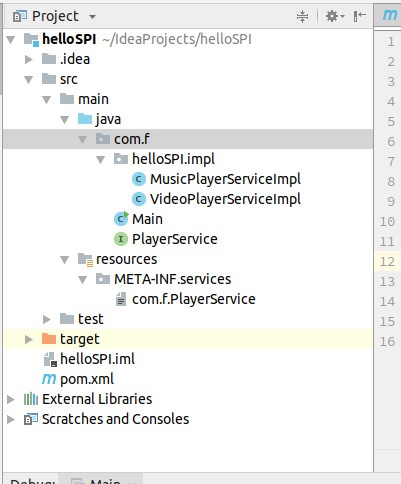 Project
m
helloSPI ~/IdeaProjects/helloSPI
1
.idea
2
src
3
main
4
java
5
com.f
6
helloSPI.impl
7
C MusicPlayerServiceImpl
8
C VideoPlayerServiceImpl
9
C Main
10
I PlayerService
11
resources
12
META-INF.services
13
com.f.PlayerService
14
test
15
target
16
helloSPI.iml
m pom.xml
External Libraries
Scratches and Consoles
Debug: Main